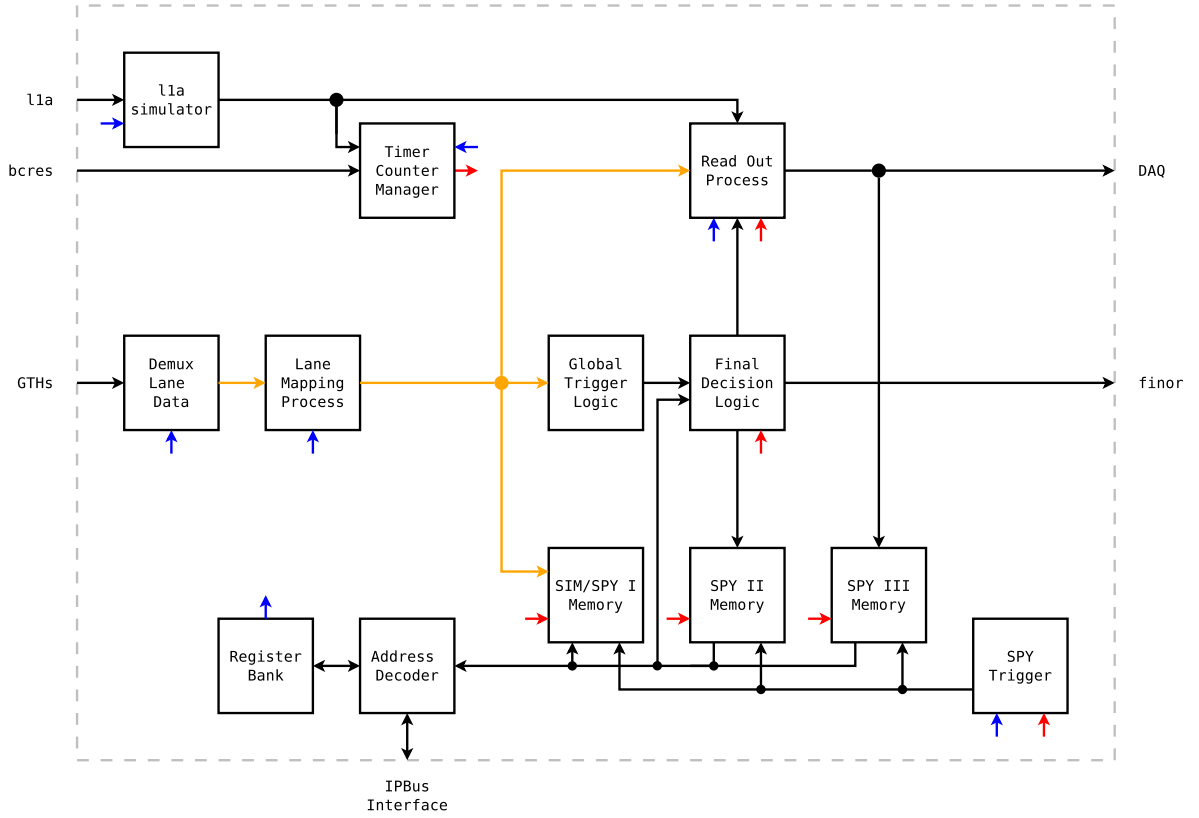 l1a
l1a
simulator
bcres
Timer
Counter
Manager
Read Out
Process
DAQ
GTHs
Demux
Lane
Data
Lane
Mapping
Process
Global
Trigger
Logic
Final
Decision
Logic
finor
SIM/SPY I
Memory
SPY II
Memory
SPY III
Memory
Register
Bank
Address
Decoder
SPY
Trigger
IPBus
Interface